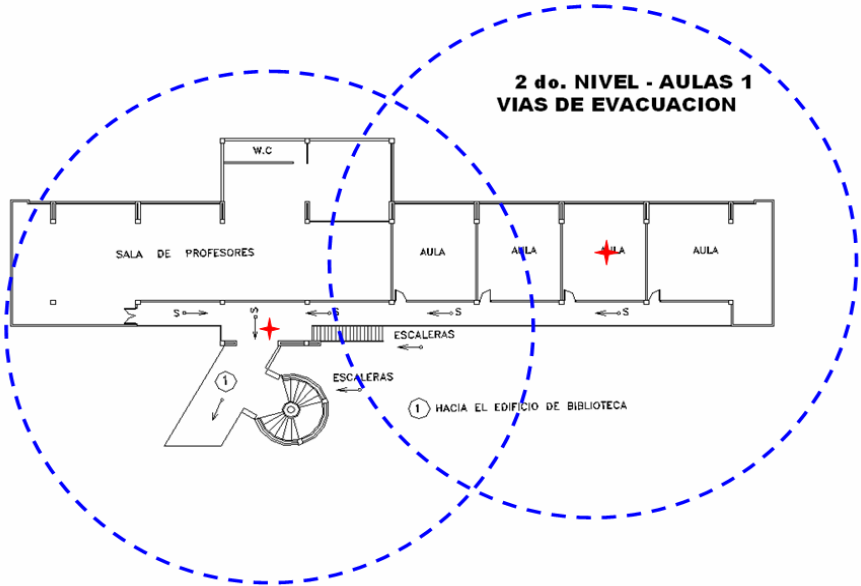 2 do. NIVEL - AULAS 1
VIAS DE EVACUACION
W.C
SALA DE PROFESORES
AULA
AULA
AULA
AULA
S
S
S
S
S
ESCALERAS
ESCALERAS
1
1 HACIA EL EDIFICIO DE BIBLIOTECA